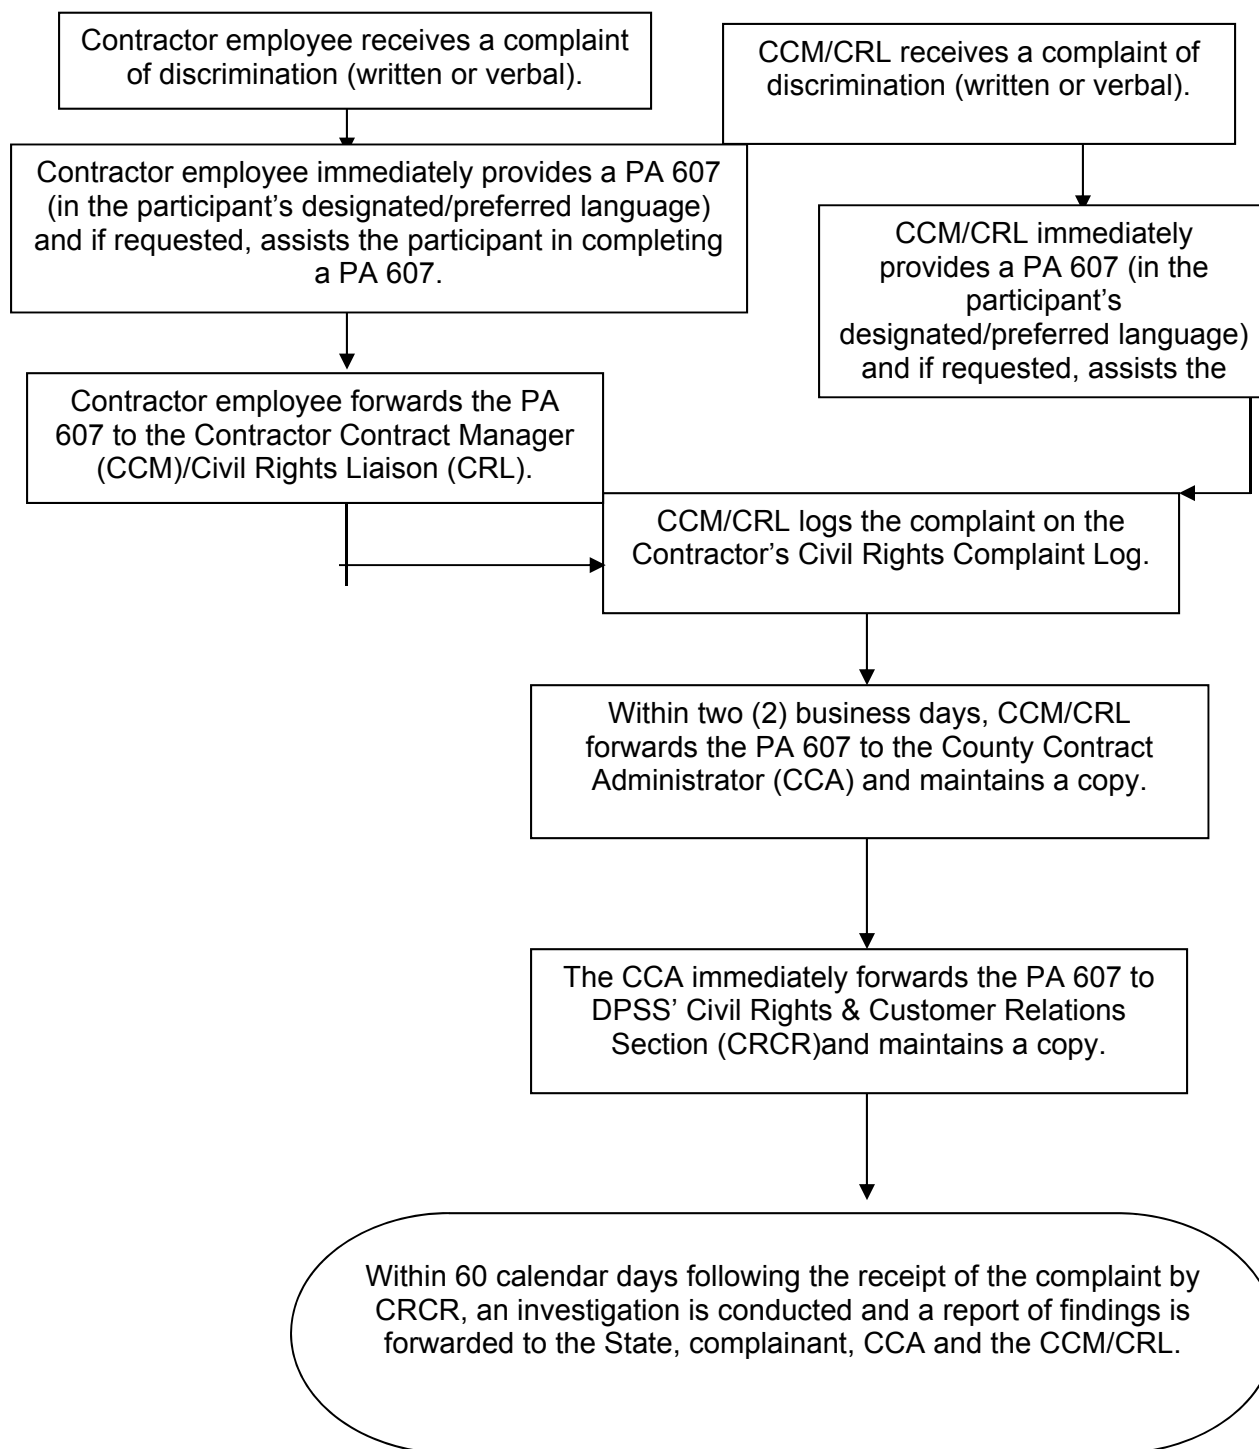 Contractor employee receives a complaint
of discrimination (written or verbal).
CCM/CRL receives a complaint of
discrimination (written or verbal).
Contractor employee immediately provides a PA 607
(in the participant’s designated/preferred language)
and if requested, assists the participant in completing
a PA 607.
CCM/CRL immediately
provides a PA 607 (in the
participant’s
designated/preferred language)
and if requested, assists the
Contractor employee forwards the PA
607 to the Contractor Contract Manager
(CCM)/Civil Rights Liaison (CRL).
CCM/CRL logs the complaint on the
Contractor’s Civil Rights Complaint Log.
Within two (2) business days, CCM/CRL
forwards the PA 607 to the County Contract
Administrator (CCA) and maintains a copy.
The CCA immediately forwards the PA 607 to
DPSS’ Civil Rights & Customer Relations
Section (CRCR)and maintains a copy.
Within 60 calendar days following the receipt of the complaint by
CRCR, an investigation is conducted and a report of findings is
forwarded to the State, complainant, CCA and the CCM/CRL.